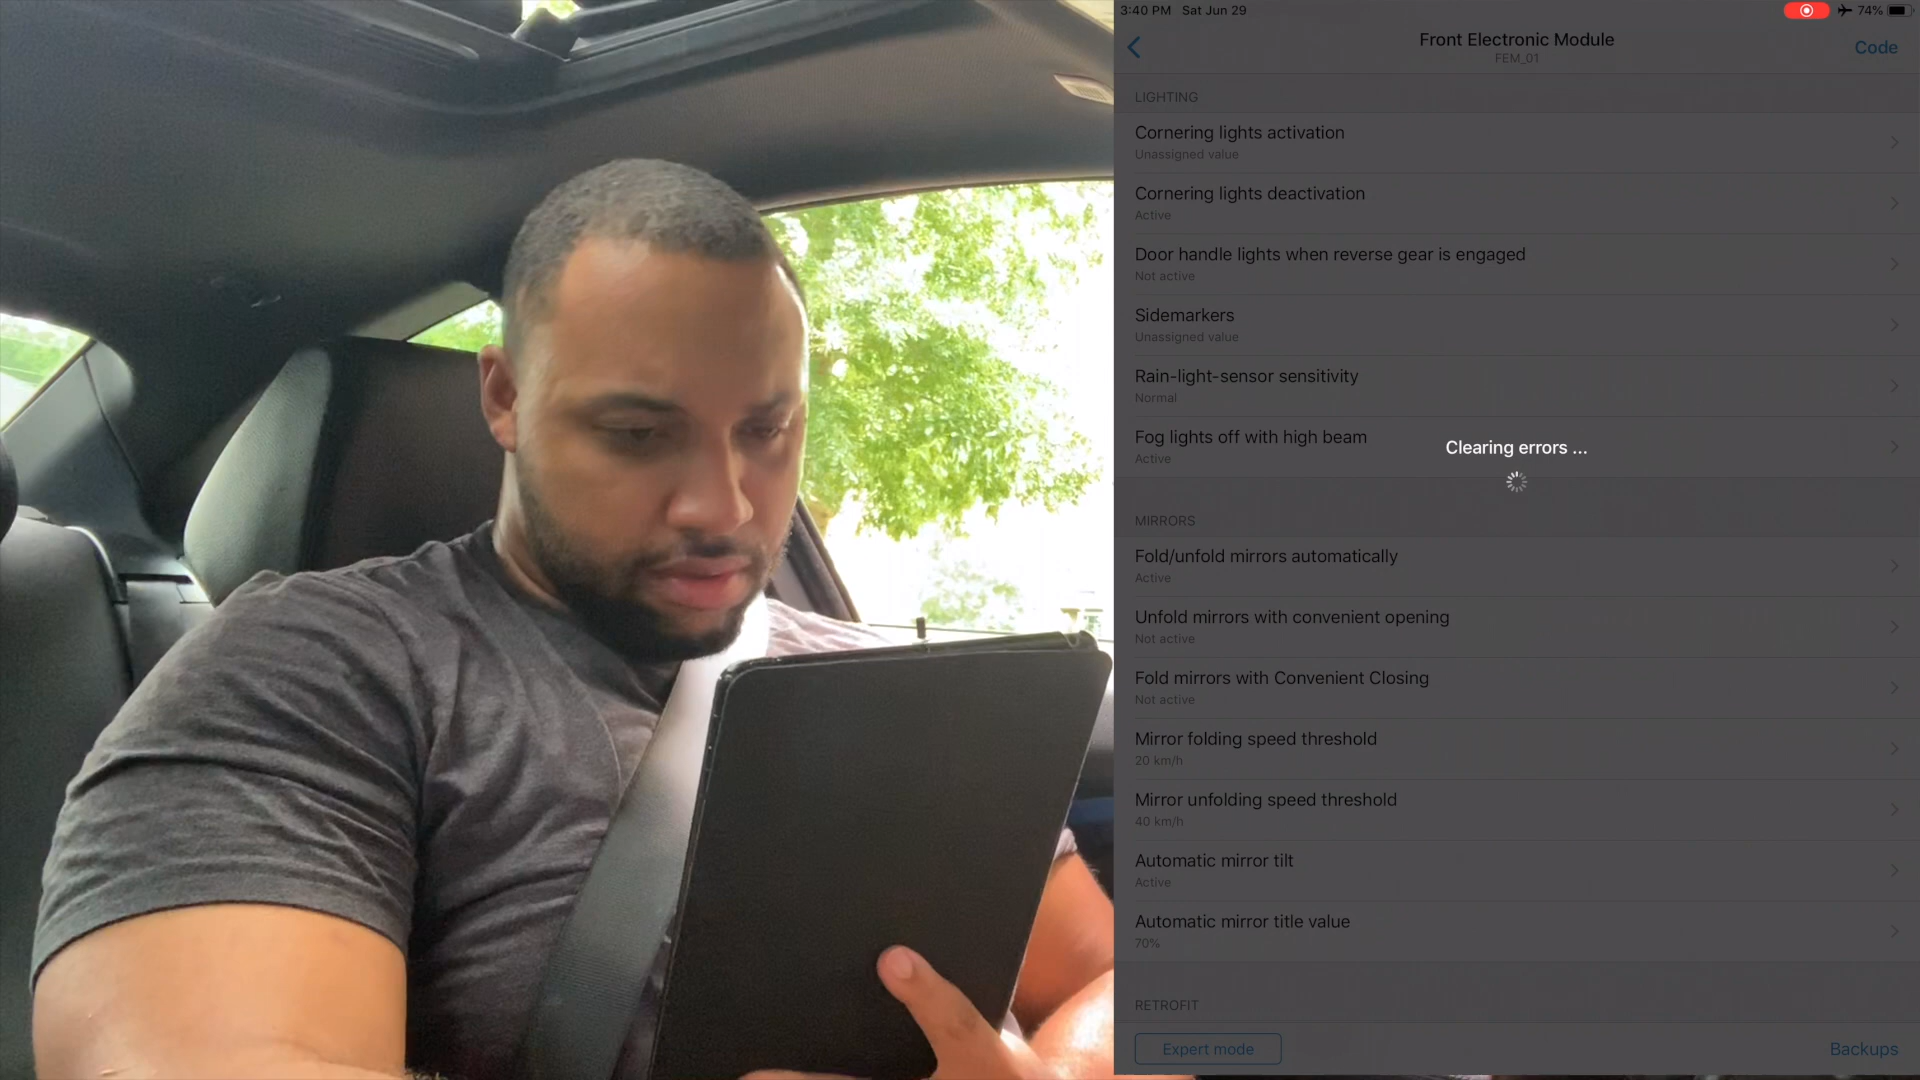 3:40 PM Sat Jun 29
74%
Front Electronic Module
FEM_01
Code
LIGHTING
Cornering lights activation
Unassigned value
Cornering lights deactivation
Active
Door handle lights when reverse gear is engaged
Not active
Sidemarkers
Unassigned value
Rain-light-sensor sensitivity
Normal
Fog lights off with high beam
Active
Clearing errors ...
MIRRORS
Fold/unfold mirrors automatically
Active
Unfold mirrors with convenient opening
Not active
Fold mirrors with Convenient Closing
Not active
Mirror folding speed threshold
20 km/h
Mirror unfolding speed threshold
40 km/h
Automatic mirror tilt
Active
Automatic mirror title value
70%
RETROFIT
Expert mode
Backups